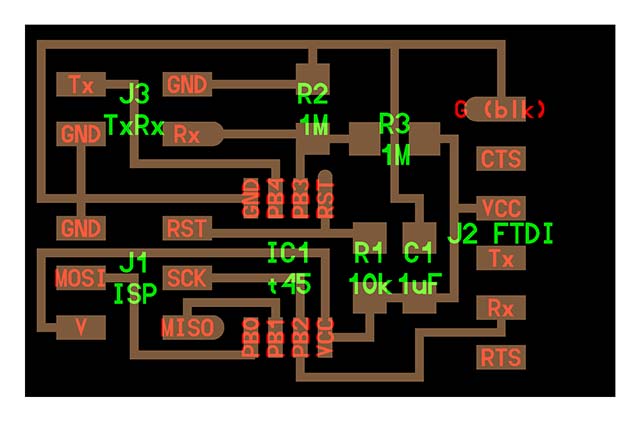 Tx
J3
GND
R2
G (blk)
GND
TxRx
Rx
1M
R3
1M
CTS
GND
PB4
PB3
RST
VCC
GND
RST
J2 FTDI
IC1
R1
C1
Tx
J1
MOSI
ISP
SCK
t45
10k
1uF
Rx
V
MISO
PB0
PB1
PB2
VCC
RTS